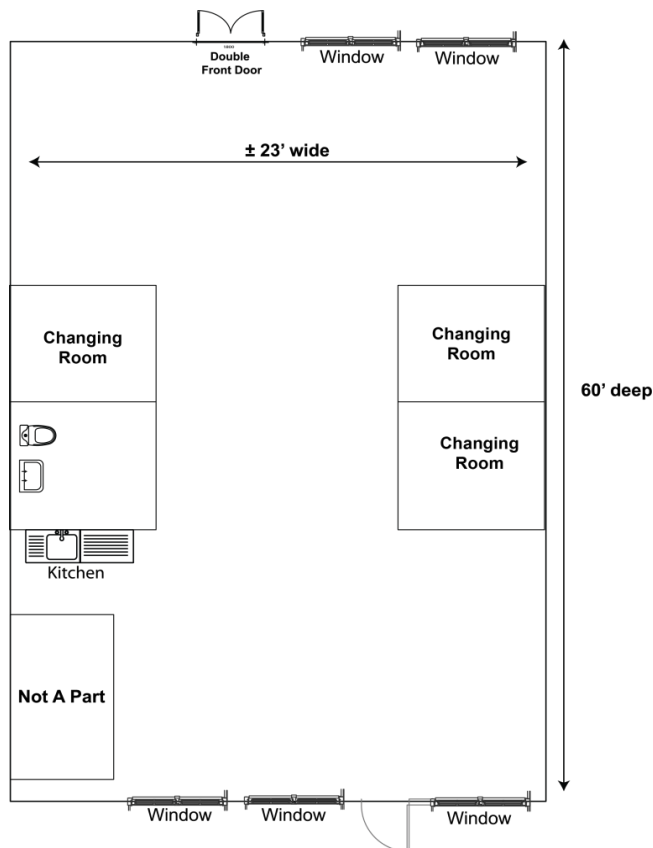 Double
Front Door
Window
Window
± 23’ wide
Changing
Room
Changing
Room
60’ deep
Changing
Room
Kitchen
Not A Part
Window
Window
Window